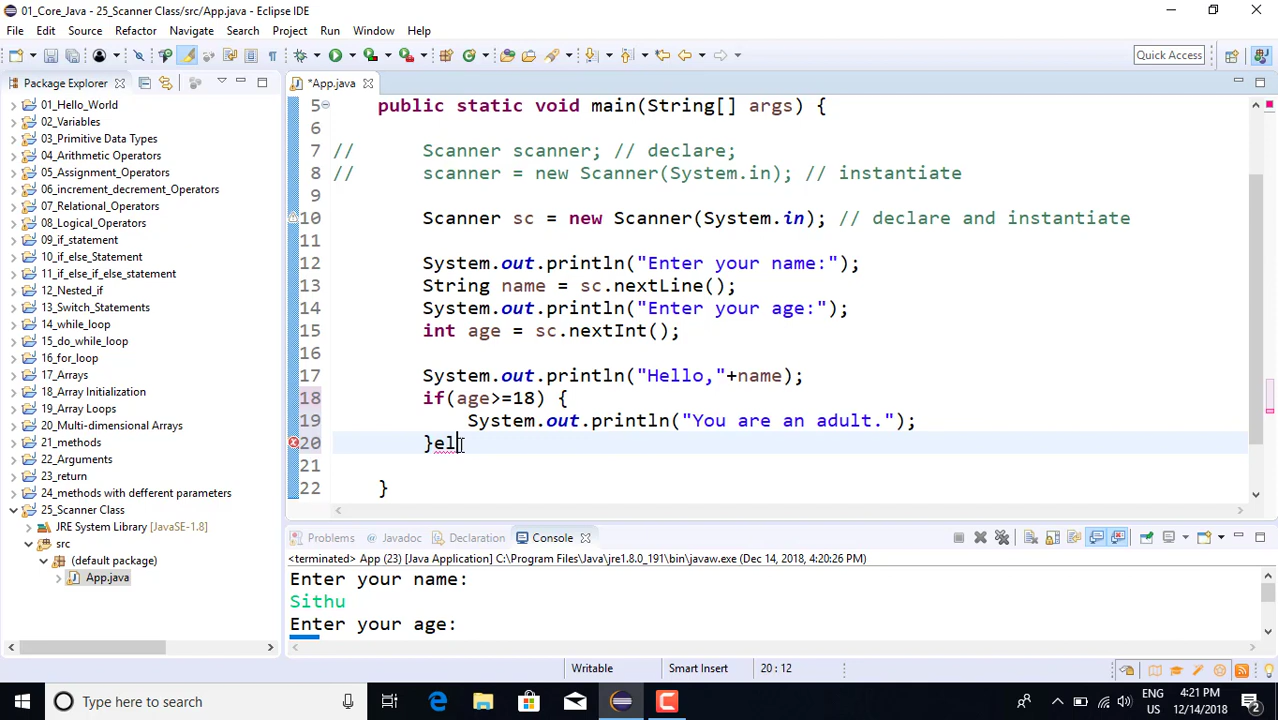 01_Core_Java - 25_Scanner Class/src/App.java - Eclipse IDE
File Edit Source Refactor Navigate Search Project Run Window Help
Quick Access
Package Explorer
*App.java
01_Hello_World
02_Variables
03_Primitive Data Types
04_Arithmetic Operators
05_Assignment_Operators
06_increment_decrement_Operators
07_Relational_Operators
08_Logical_Operators
09_if_statement
10_if_else_Statement
11_if_else_if_else_statement
12_Nested_if
13_Switch_Statements
14_while_loop
15_do_while_loop
16_for_loop
17_Arrays
18_Array Initialization
19_Array Loops
20_Multi-dimensional Arrays
21_methods
22_Arguments
23_return
24_methods with defferent parameters
25_Scanner Class
JRE System Library [JavaSE-1.8]
src
(default package)
App.java
5 public static void main(String[] args) {
6
7 // Scanner scanner; // declare;
8 // scanner = new Scanner(System.in); // instantiate
9
10 Scanner sc = new Scanner(System.in); // declare and instantiate
11
12 System.out.println("Enter your name:");
13 String name = sc.nextLine();
14 System.out.println("Enter your age:");
15 int age = sc.nextInt();
16
17 System.out.println("Hello,"+name);
18 if(age>=18) {
19 System.out.println("You are an adult.");
20 }el
21
22 }
Problems Javadoc Declaration Console
<terminated> App (23) [Java Application] C:\Program Files\Java\jre1.8.0_191\bin\javaw.exe (Dec 14, 2018, 4:20:26 PM)
Enter your name:
Sithu
Enter your age:
Writable Smart Insert 20 : 12
Type here to search
ENG
US
4:21 PM
12/14/2018
2